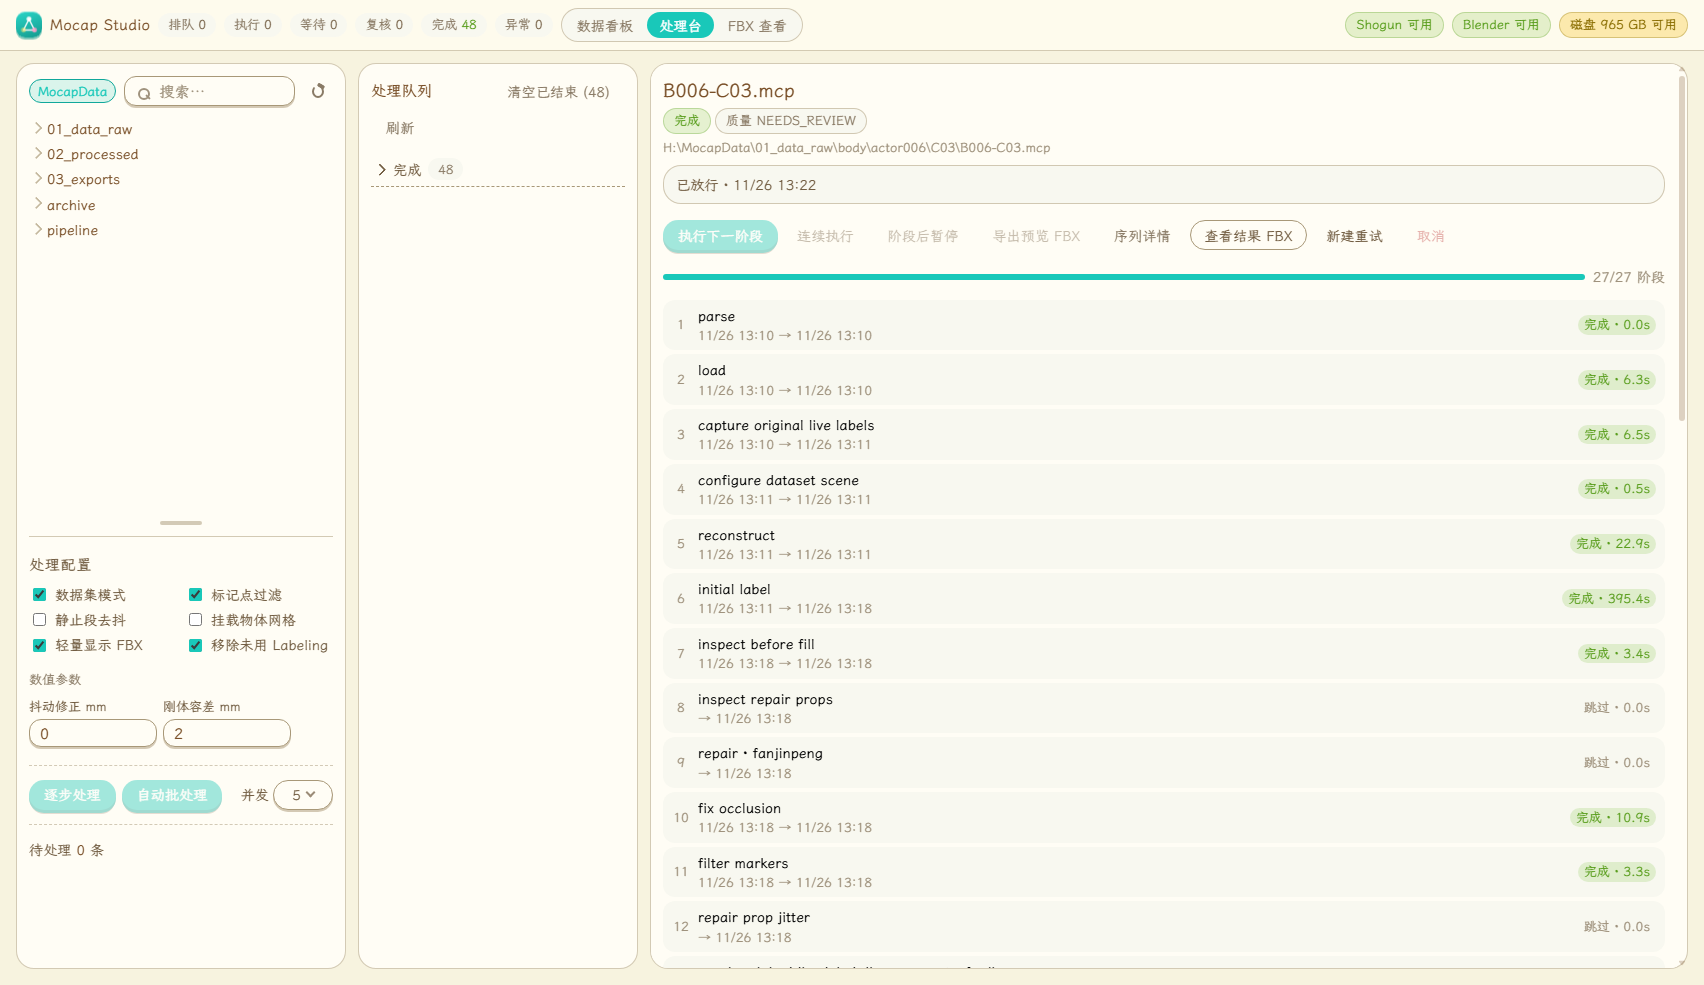 Mocap Studio 排队 0 执行 0 等待 0 复核 0 完成 48 异常 0 数据看板 处理台 FBX 查看 Shogun 可用 Blender 可用 磁盘 965 GB 可用
MocapData 搜索…
01_data_raw
02_processed
03_exports
archive
pipeline
处理配置
数据集模式 标记点过滤
静止段去抖 挂载物体网格
轻量显示 FBX 移除未用 Labeling
数值参数
抖动修正 mm 刚体容差 mm
0 2
逐步处理 自动批处理 并发 5
待处理 0 条
处理队列 清空已结束 (48)
刷新
完成 48
B006-C03.mcp
完成 质量 NEEDS_REVIEW
H:\MocapData\01_data_raw\body\actor006\C03\B006-C03.mcp
已放行・11/26 13:22
执行下一阶段 连续执行 阶段后暂停 导出预览 FBX 序列详情 查看结果 FBX 新建重试 取消
27/27 阶段
1 parse 完成・0.0s
11/26 13:10 → 11/26 13:10
2 load 完成・6.3s
11/26 13:10 → 11/26 13:10
3 capture original live labels 完成・6.5s
11/26 13:10 → 11/26 13:11
4 configure dataset scene 完成・0.5s
11/26 13:11 → 11/26 13:11
5 reconstruct 完成・22.9s
11/26 13:11 → 11/26 13:11
6 initial label 完成・395.4s
11/26 13:11 → 11/26 13:18
7 inspect before fill 完成・3.4s
11/26 13:18 → 11/26 13:18
8 inspect repair props 跳过・0.0s
→ 11/26 13:18
9 repair・fanjinpeng 跳过・0.0s
→ 11/26 13:18
10 fix occlusion 完成・10.9s
11/26 13:18 → 11/26 13:18
11 filter markers 完成・3.3s
11/26 13:18 → 11/26 13:18
12 repair prop jitter 跳过・0.0s
→ 11/26 13:18